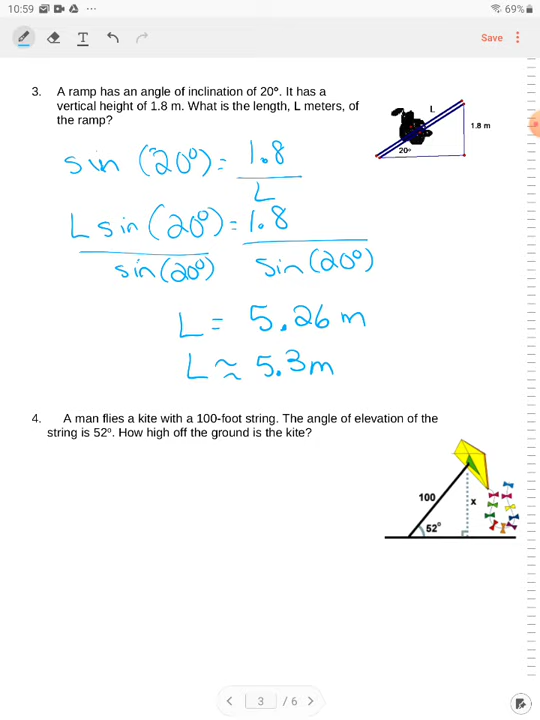 10:59 ... 69%
T Save
3. A ramp has an angle of inclination of 20°. It has a
vertical height of 1.8 m. What is the length, L meters, of
the ramp?
L
1.8 m
20°
sin (20°) = 1.8
L
L sin (20°) = 1.8
sin (20°) sin (20°)
L = 5.26 m
L ≈ 5.3 m
4. A man flies a kite with a 100-foot string. The angle of elevation of the
string is 52°. How high off the ground is the kite?
100
x
52°
3 / 6